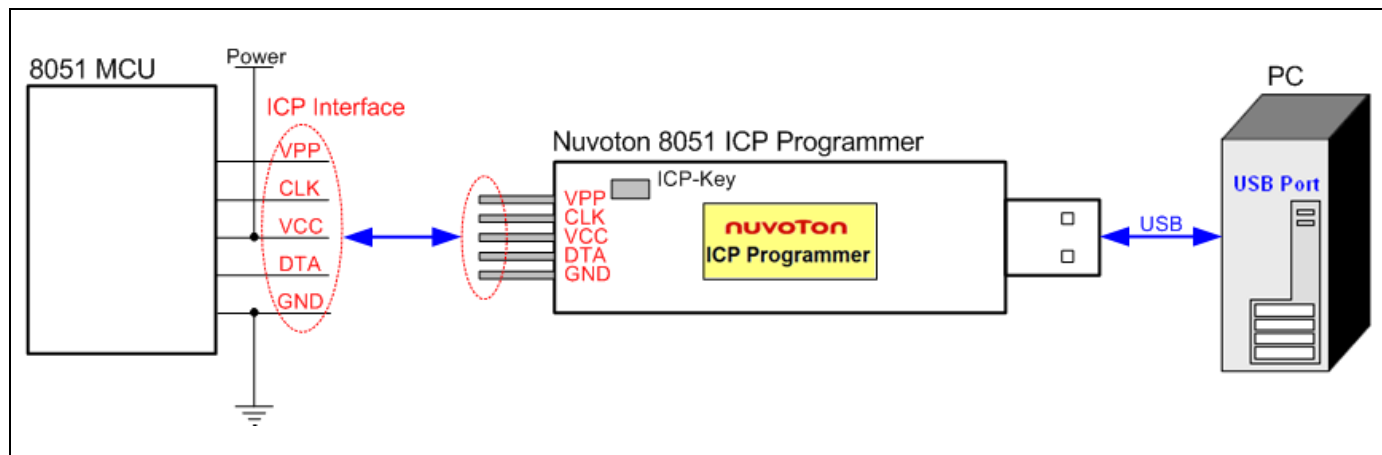 8051 MCU
Power
ICP Interface
VPP
CLK
VCC
DTA
GND
Nuvoton 8051 ICP Programmer
ICP-Key
VPP
CLK
VCC
DTA
GND
nuvoTon
ICP Programmer
USB
PC
USB Port